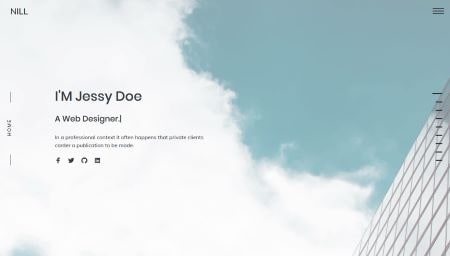 NILL
I'M Jessy Doe
A Web Designer.
In a professional context it often happens that private clients
corder a publication to be made
HOME